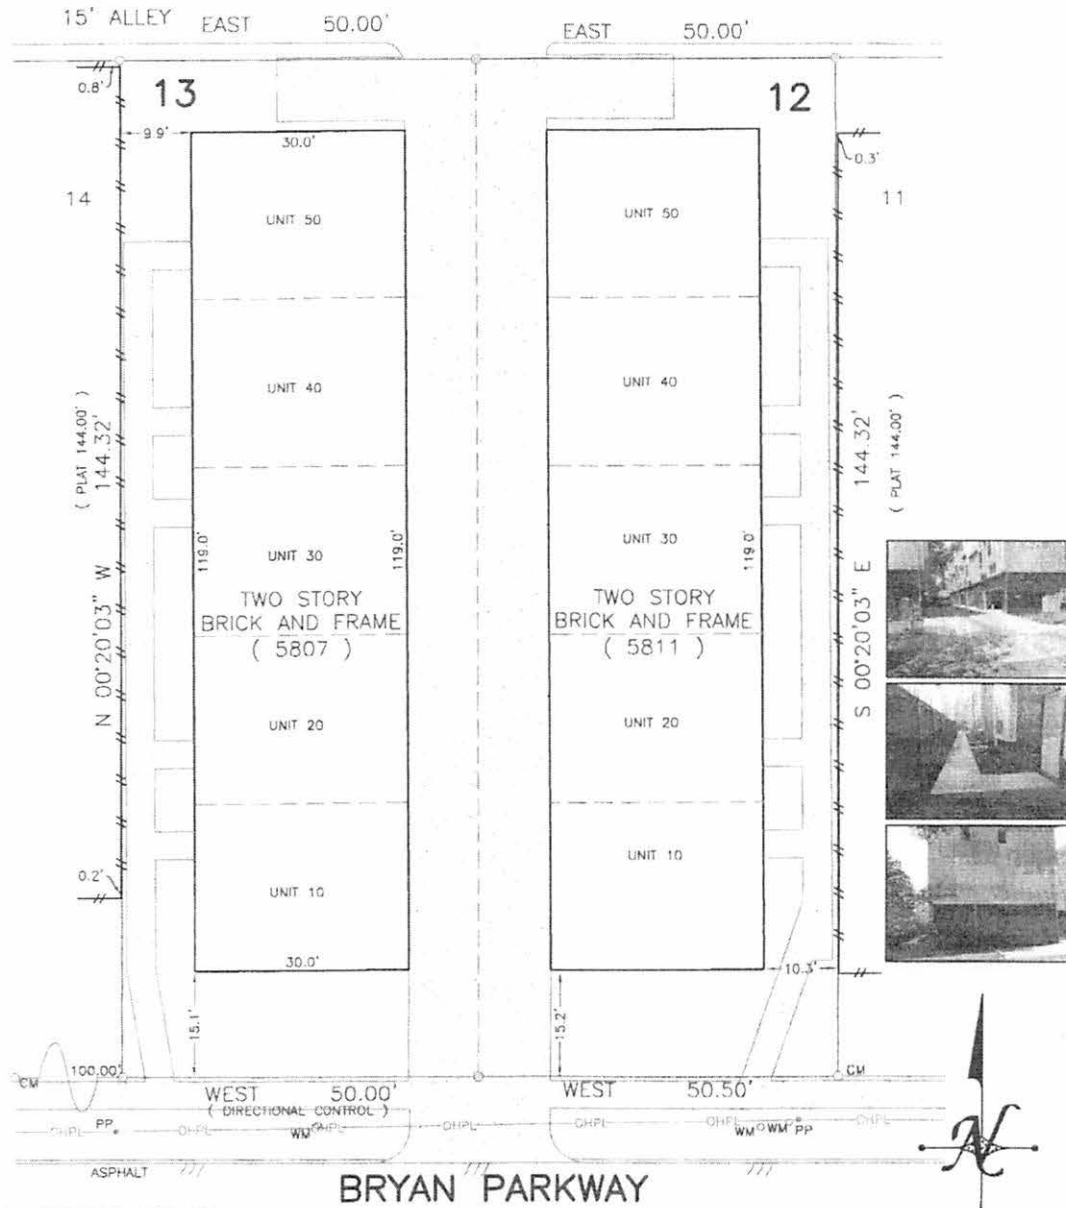 15' ALLEY
EAST 50.00'
EAST 50.00'
0.8'
13
12
9.9'
30.0'
0.3'
14
11
UNIT 50
UNIT 50
UNIT 40
UNIT 40
( PLAT 144.00' )
144.32'
N 00°20'03" W
144.32'
S 00°20'03" E
( PLAT 144.00' )
119.0'
119.0'
119.0'
UNIT 30
UNIT 30
TWO STORY
BRICK AND FRAME
( 5807 )
TWO STORY
BRICK AND FRAME
( 5811 )
UNIT 20
UNIT 20
UNIT 10
UNIT 10
0.2'
30.0'
10.3'
15.1'
15.2'
CM
100.00'
CM
WEST 50.00'
( DIRECTIONAL CONTROL )
WEST 50.50'
OHPL
PP
OHPL
WM
OHPL
OHPL
OHPL
OHPL
WM
WM
PP
OHPL
ASPHALT
BRYAN PARKWAY
N